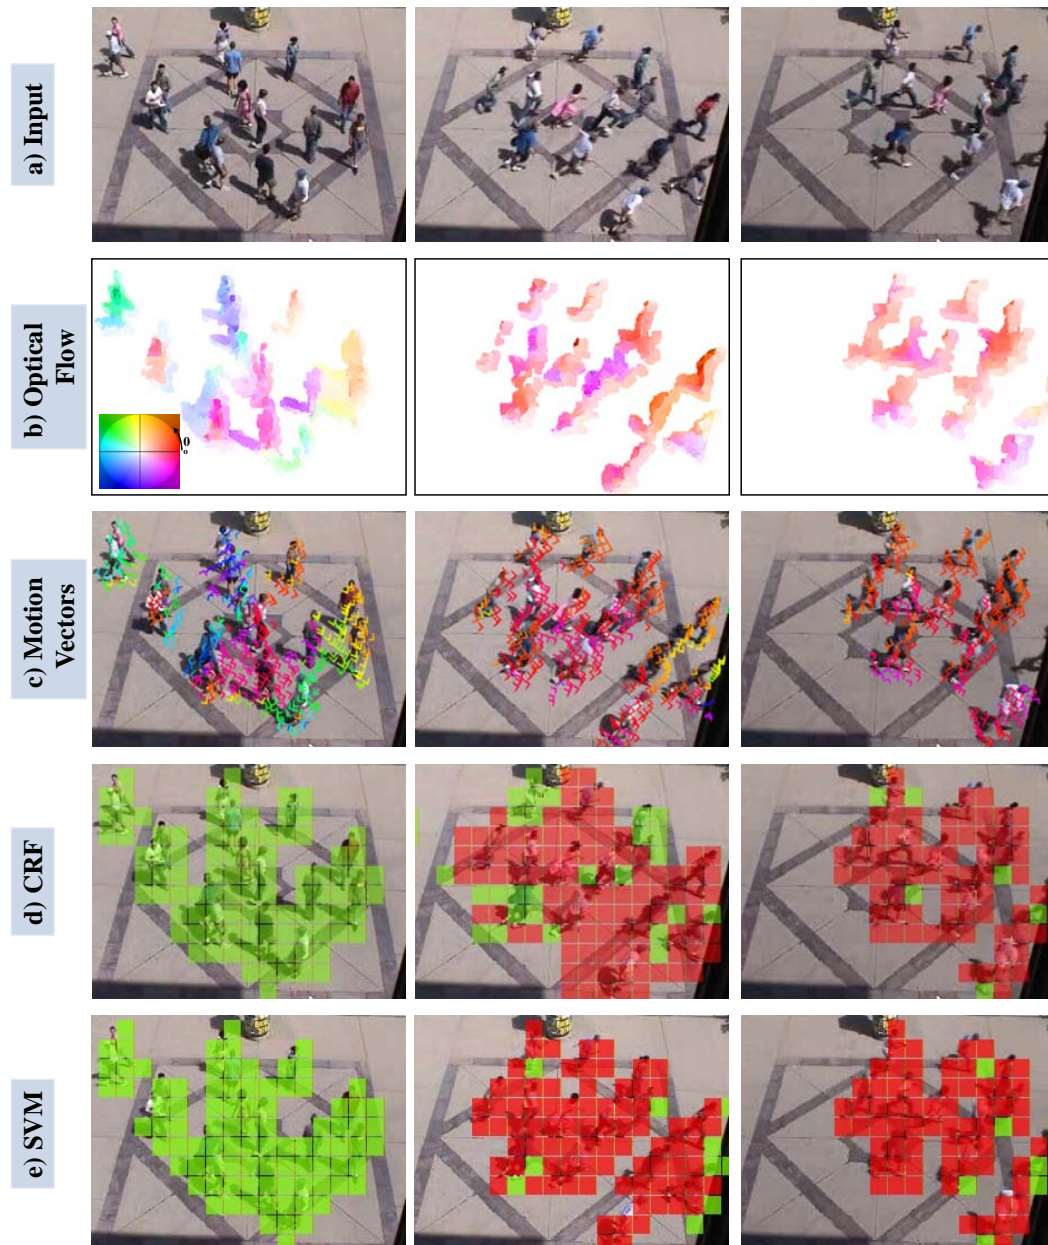 a) Input
b) Optical
Flow
0
o
c) Motion
Vectors
d) CRF
e) SVM